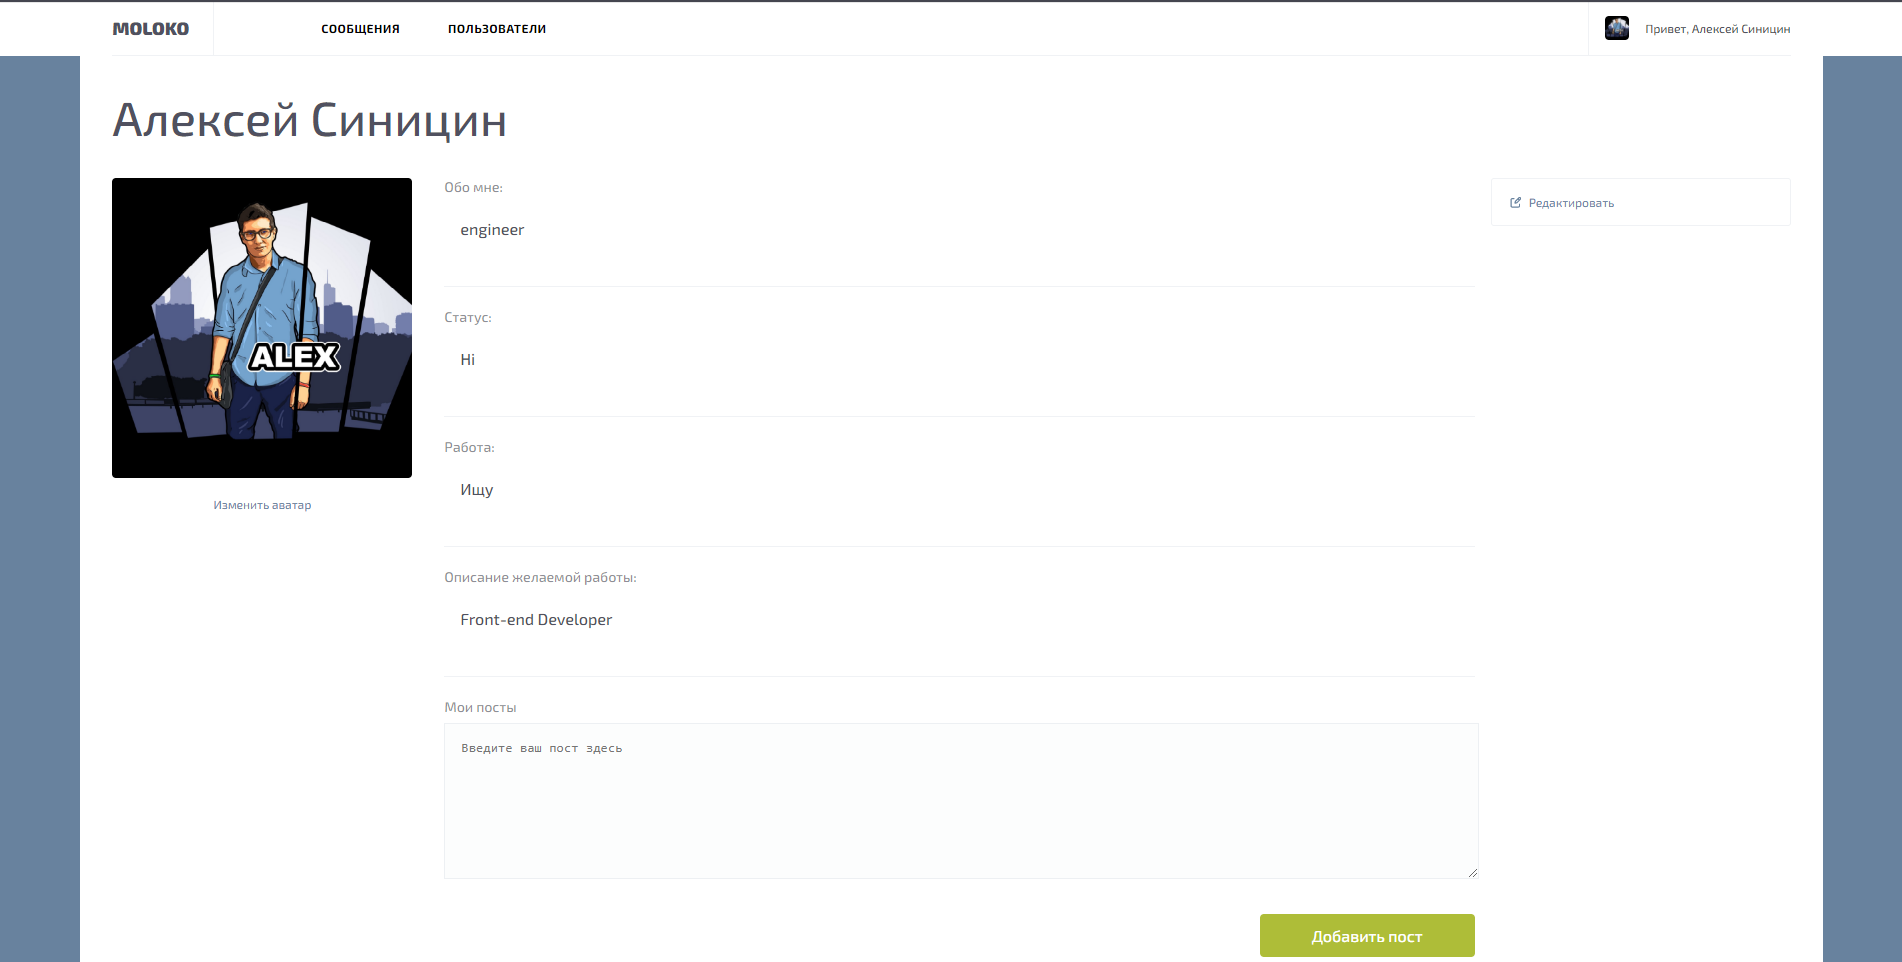 MOLOKO
СООБЩЕНИЯ
ПОЛЬЗОВАТЕЛИ
Привет, Алексей Синицин
Алексей Синицин
ALEX
Изменить аватар
Обо мне:
engineer
Статус:
Hi
Работа:
Ищу
Описание желаемой работы:
Front-end Developer
Мои посты
Введите ваш пост здесь
Добавить пост
Редактировать